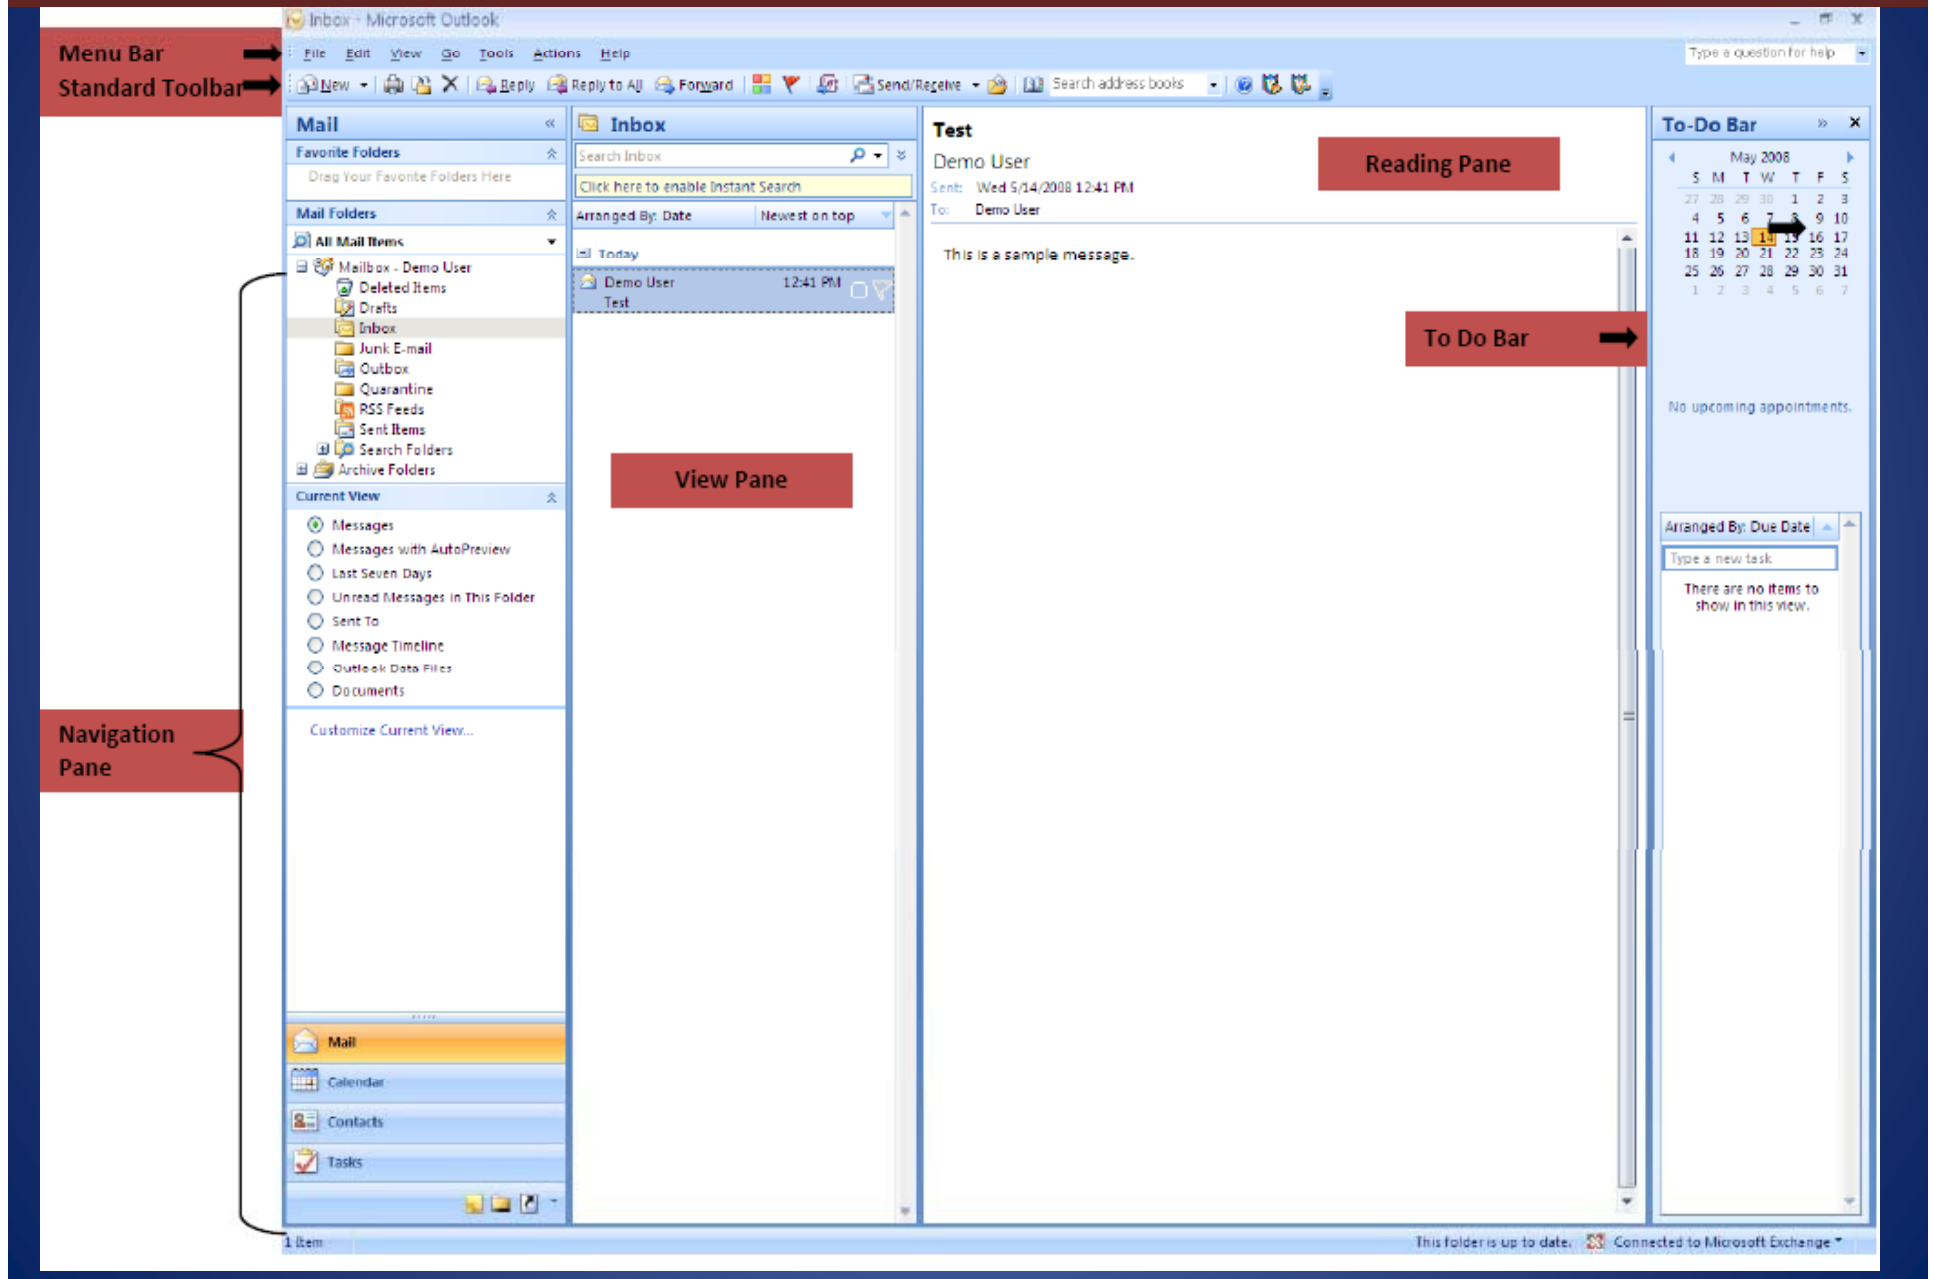 Inbox - Microsoft Outlook
Menu Bar
File Edit View Go Tools Actions Help
Type a question for help
Standard Toolbar
New Reply Reply to All Forward Send/Receive Search address books
Mail
Favorite Folders
Drag Your Favorite Folders Here
Mail Folders
All Mail Items
Mailbox - Demo User
Deleted Items
Drafts
Inbox
Junk E-mail
Outbox
Quarantine
RSS Feeds
Sent Items
Search Folders
Archive Folders
Current View
Messages
Messages with AutoPreview
Last Seven Days
Unread Messages in This Folder
Sent To
Message Timeline
Outlook Data Files
Documents
Customize Current View...
Navigation
Pane
Mail
Calendar
Contacts
Tasks
Inbox
Search Inbox
Click here to enable Instant Search
Arranged By: Date Newest on top
Today
Demo User 12:41 PM
Test
View Pane
Test
Demo User
Sent: Wed 5/14/2008 12:41 PM
To: Demo User
This is a sample message.
Reading Pane
To Do Bar
To-Do Bar
May 2008
S M T W T F S
27 28 29 30 1 2 3
4 5 6 7 8 9 10
11 12 13 14 15 16 17
18 19 20 21 22 23 24
25 26 27 28 29 30 31
1 2 3 4 5 6 7
No upcoming appointments.
Arranged By: Due Date
Type a new task
There are no items to
show in this view.
1 Item
This folder is up to date. Connected to Microsoft Exchange